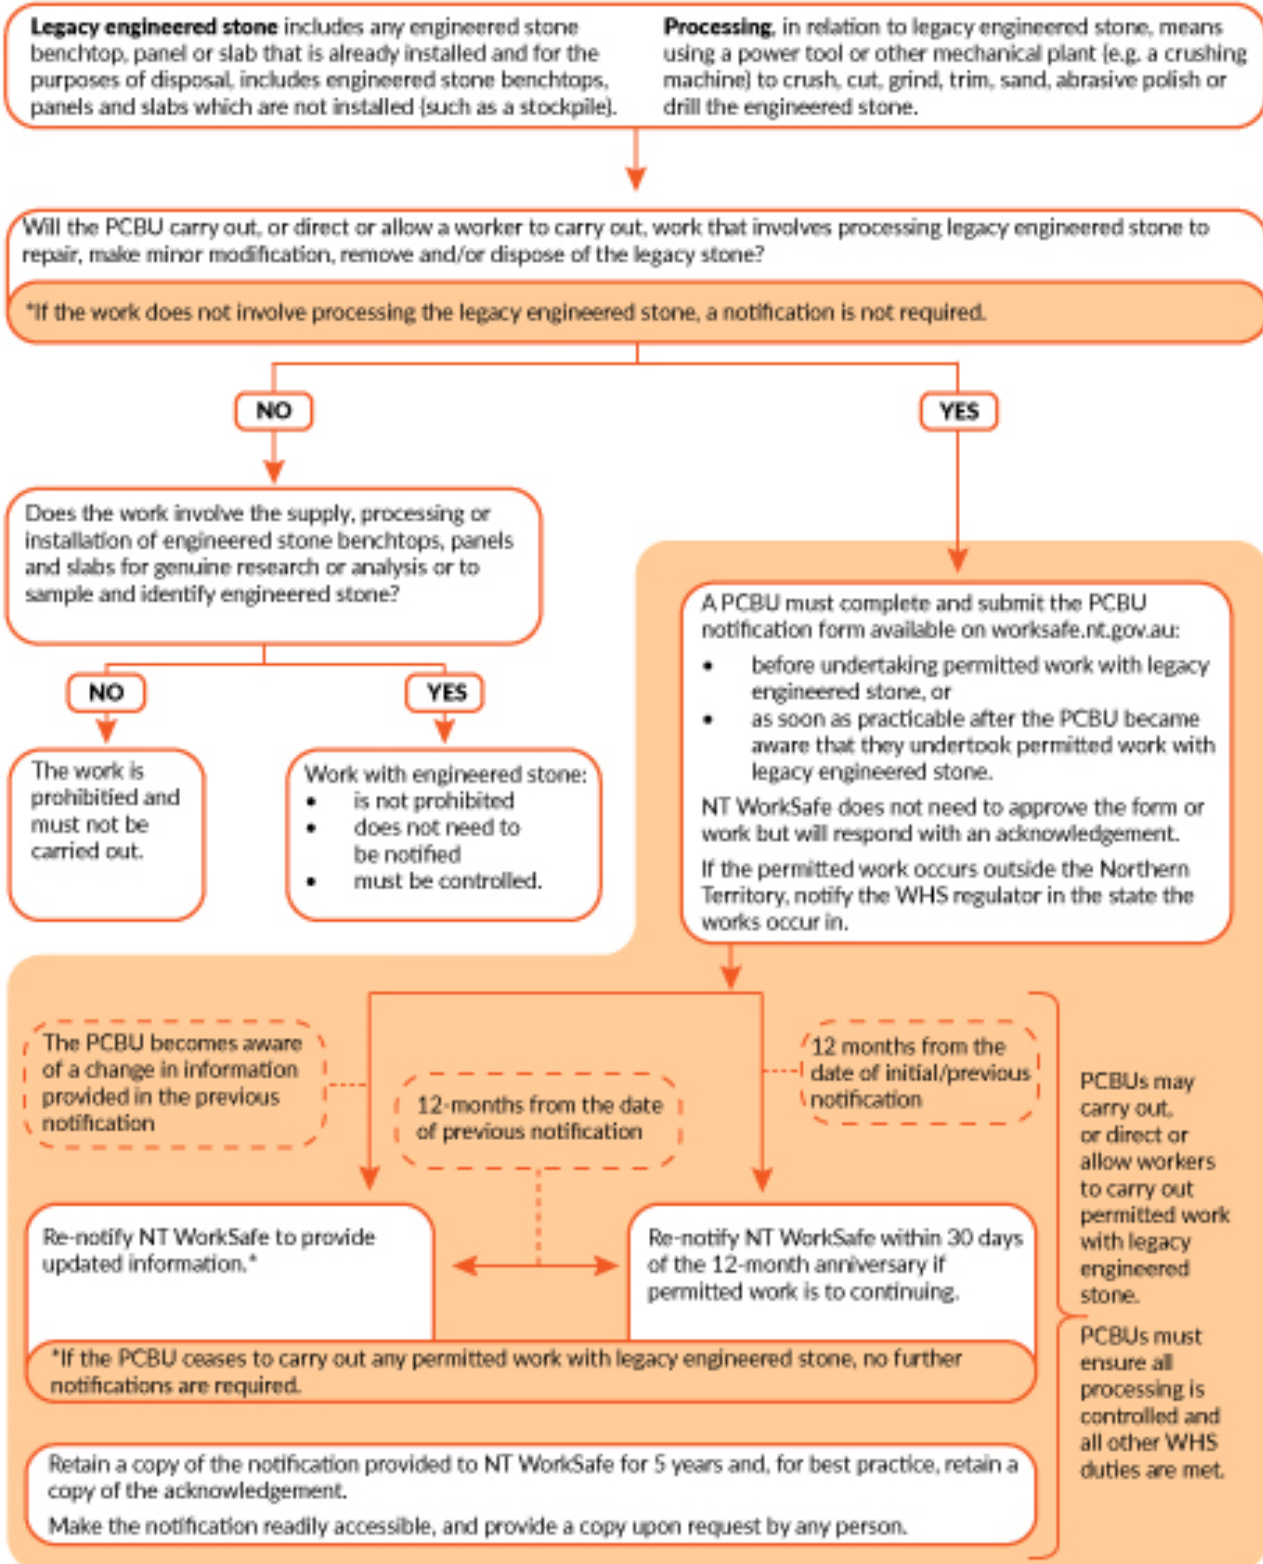 Legacy engineered stone includes any engineered stone
benchtop, panel or slab that is already installed and for the
purposes of disposal, includes engineered stone benchtops,
panels and slabs which are not installed (such as a stockpile).
Processing, in relation to legacy engineered stone, means
using a power tool or other mechanical plant (e.g. a crushing
machine) to crush, cut, grind, trim, sand, abrasive polish or
drill the engineered stone.
Will the PCBU carry out, or direct or allow a worker to carry out, work that involves processing legacy engineered stone to
repair, make minor modification, remove and/or dispose of the legacy stone?
*If the work does not involve processing the legacy engineered stone, a notification is not required.
NO
YES
Does the work involve the supply, processing or
installation of engineered stone benchtops, panels
and slabs for genuine research or analysis or to
sample and identify engineered stone?
NO
YES
The work is
prohibitied and
must not be
carried out.
Work with engineered stone:
• is not prohibited
• does not need to
be notified
• must be controlled.
A PCBU must complete and submit the PCBU
notification form available on worksafe.nt.gov.au:
• before undertaking permitted work with legacy
engineered stone, or
• as soon as practicable after the PCBU became
aware that they undertook permitted work with
legacy engineered stone.
NT WorkSafe does not need to approve the form or
work but will respond with an acknowledgement.
If the permitted work occurs outside the Northern
Territory, notify the WHS regulator in the state the
works occur in.
The PCBU becomes aware
of a change in information
provided in the previous
notification
12-months from the date
of previous notification
12 months from the
date of initial/previous
notification
Re-notify NT WorkSafe to provide
updated information.*
Re-notify NT WorkSafe within 30 days
of the 12-month anniversary if
permitted work is to continuing.
*If the PCBU ceases to carry out any permitted work with legacy engineered stone, no further
notifications are required.
Retain a copy of the notification provided to NT WorkSafe for 5 years and, for best practice, retain a
copy of the acknowledgement.
Make the notification readily accessible, and provide a copy upon request by any person.
PCBUs may
carry out,
or direct or
allow workers
to carry out
permitted work
with legacy
engineered
stone.
PCBUs must
ensure all
processing is
controlled and
all other WHS
duties are met.